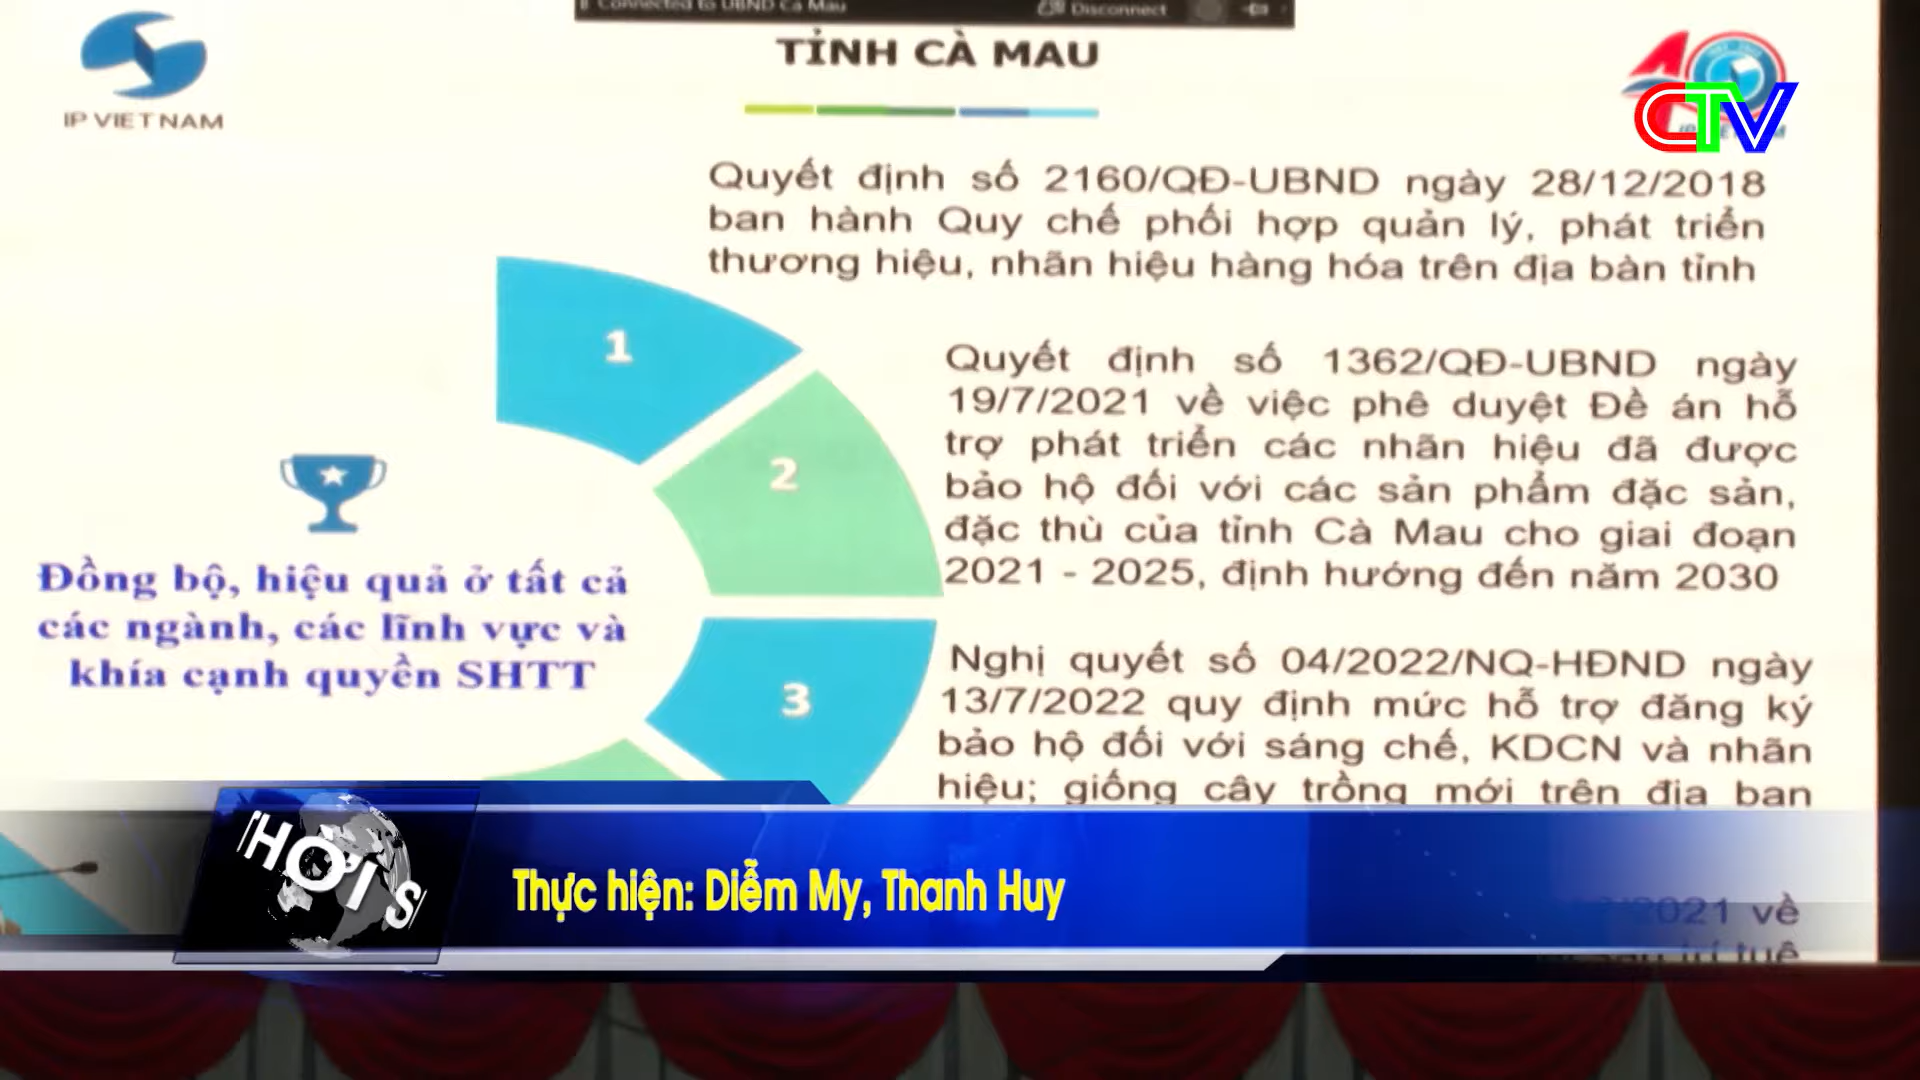 Connected to UBND Cà Mau
Disconnect
IP VIET NAM
TỈNH CÀ MAU
CTV
Quyết định số 2160/QĐ-UBND ngày 28/12/2018
ban hành Quy chế phối hợp quản lý, phát triển
thương hiệu, nhãn hiệu hàng hóa trên địa bàn tỉnh
1
Quyết định số 1362/QĐ-UBND ngày
19/7/2021 về việc phê duyệt Đề án hỗ
trợ phát triển các nhãn hiệu đã được
bảo hộ đối với các sản phẩm đặc sản,
đặc thù của tỉnh Cà Mau cho giai đoạn
2021 - 2025, định hướng đến năm 2030
2
Đồng bộ, hiệu quả ở tất cả
các ngành, các lĩnh vực và
khía cạnh quyền SHTT
3
Nghị quyết số 04/2022/NQ-HĐND ngày
13/7/2022 quy định mức hỗ trợ đăng ký
bảo hộ đối với sáng chế, KDCN và nhãn
hiệu; giống cây trồng mới trên địa bàn
THỜI S
Thực hiện: Diễm My, Thanh Huy
2021 về
trí tuệ